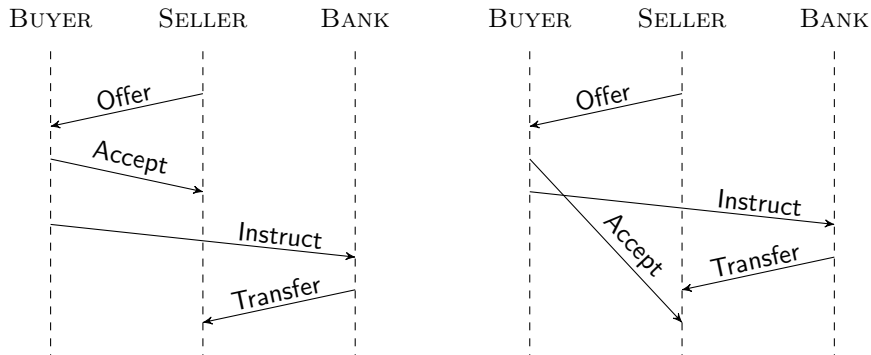 BUYER SELLER BANK BUYER SELLER BANK
Offer Offer
Accept
Instruct Instruct
Accept
Transfer Transfer